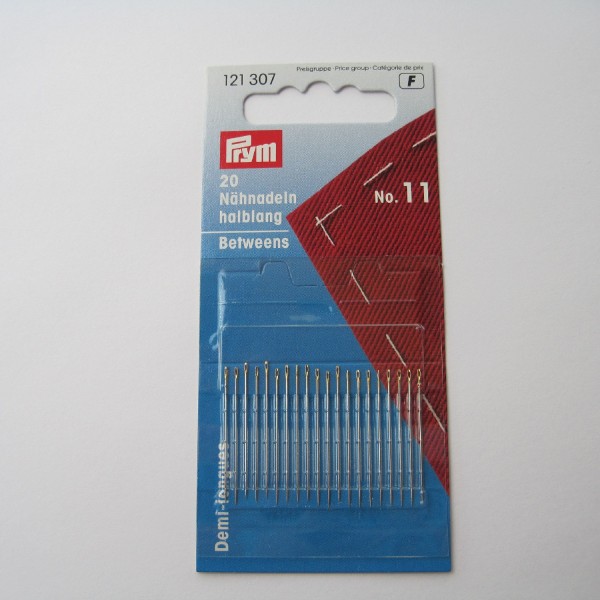 Preisgruppe · Price group · Catégorie de prix
121 307
F
Prym
20
Nähnadeln
halblang
No. 11
Betweens
Demi-longues